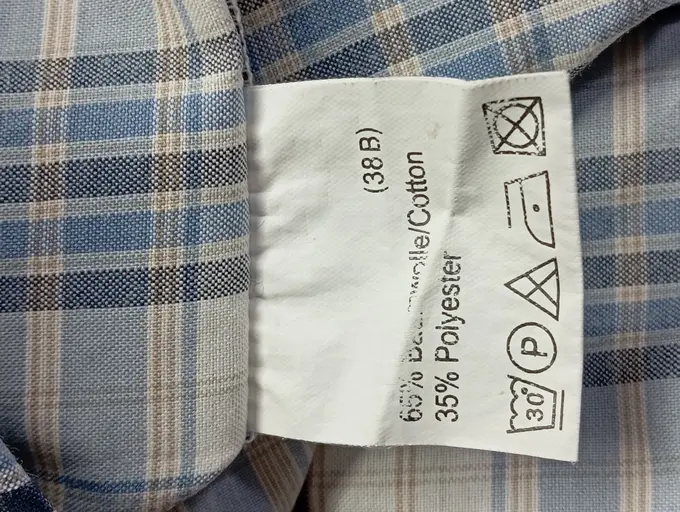 (38 B)
65% Baumwolle/Cotton
35% Polyester
30° P